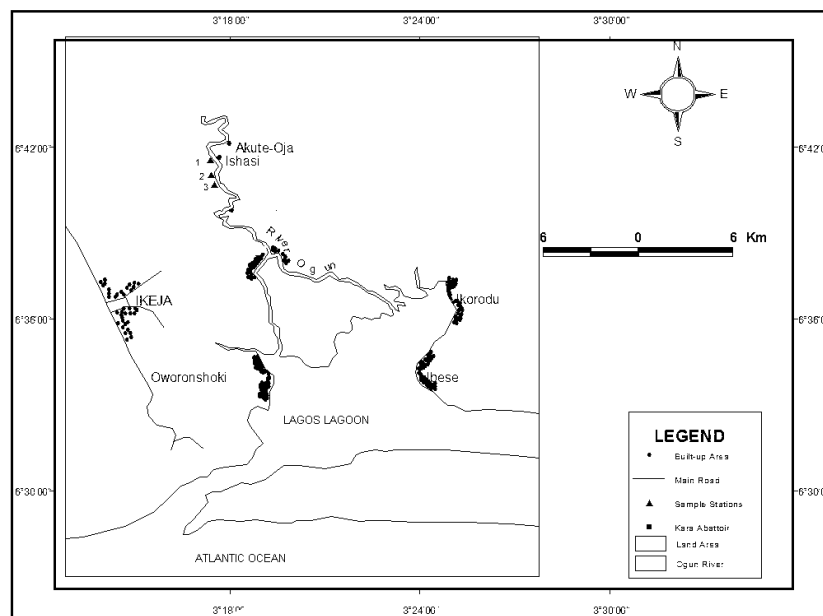 3°18'00" 3°24'00" 3°30'00"
N
W E
S
6°42'00" 6°42'00"
Akute-Oja
1 Ishasi
2
3
River Ogun
6 0 6 Km
IKEJA
Ikorodu
6°36'00" 6°36'00"
Oworonshoki
Ibese
LAGOS LAGOON
LEGEND
Built-up Area
Main Road
Sample Stations
Kara Abattoir
Land Area
Ogun River
6°30'00" 6°30'00"
ATLANTIC OCEAN
3°18'00" 3°24'00" 3°30'00"